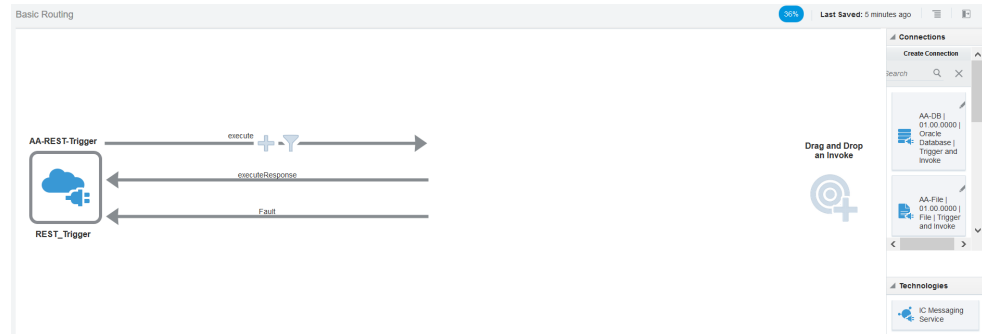 Basic Routing
36%
Last Saved: 5 minutes ago
Connections
Create Connection
Search
AA-DB |
01.00.0000 |
Oracle
Database |
Trigger and
Invoke
AA-File |
01.00.0000 |
File | Trigger
and Invoke
Technologies
IC Messaging
Service
AA-REST-Trigger
execute
executeResponse
Fault
REST_Trigger
Drag and Drop
an Invoke